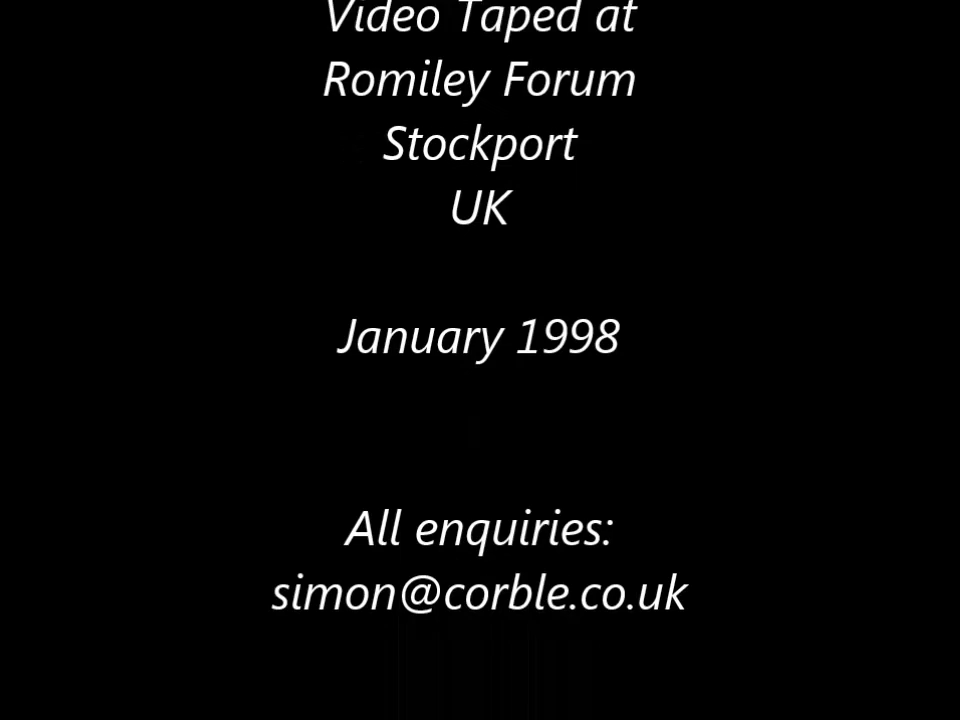 Video Taped at
Romiley Forum
Stockport
UK
January 1998
All enquiries:
simon@corble.co.uk